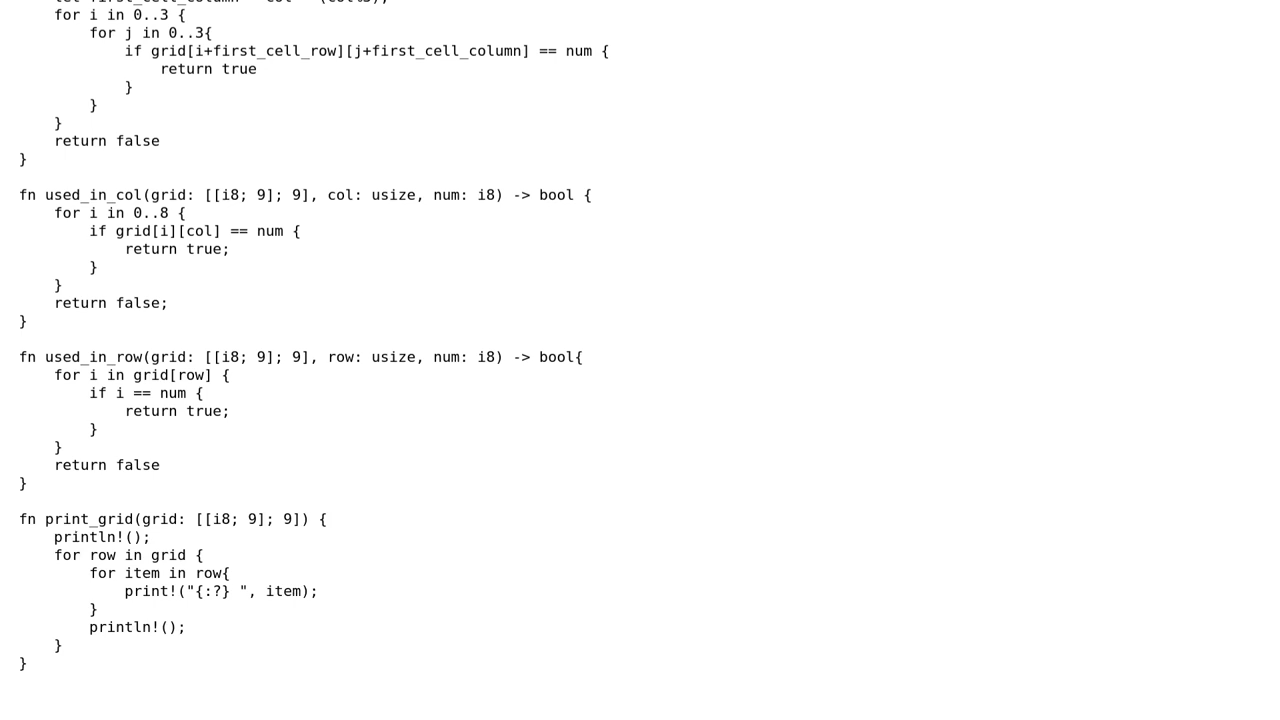 for i in 0..3 {
        for j in 0..3{
            if grid[i+first_cell_row][j+first_cell_column] == num {
                return true
            }
        }
    }
    return false
}

fn used_in_col(grid: [[i8; 9]; 9], col: usize, num: i8) -> bool {
    for i in 0..8 {
        if grid[i][col] == num {
            return true;
        }
    }
    return false;
}

fn used_in_row(grid: [[i8; 9]; 9], row: usize, num: i8) -> bool{
    for i in grid[row] {
        if i == num {
            return true;
        }
    }
    return false
}

fn print_grid(grid: [[i8; 9]; 9]) {
    println!();
    for row in grid {
        for item in row{
            print!("{:?} ", item);
        }
        println!();
    }
}